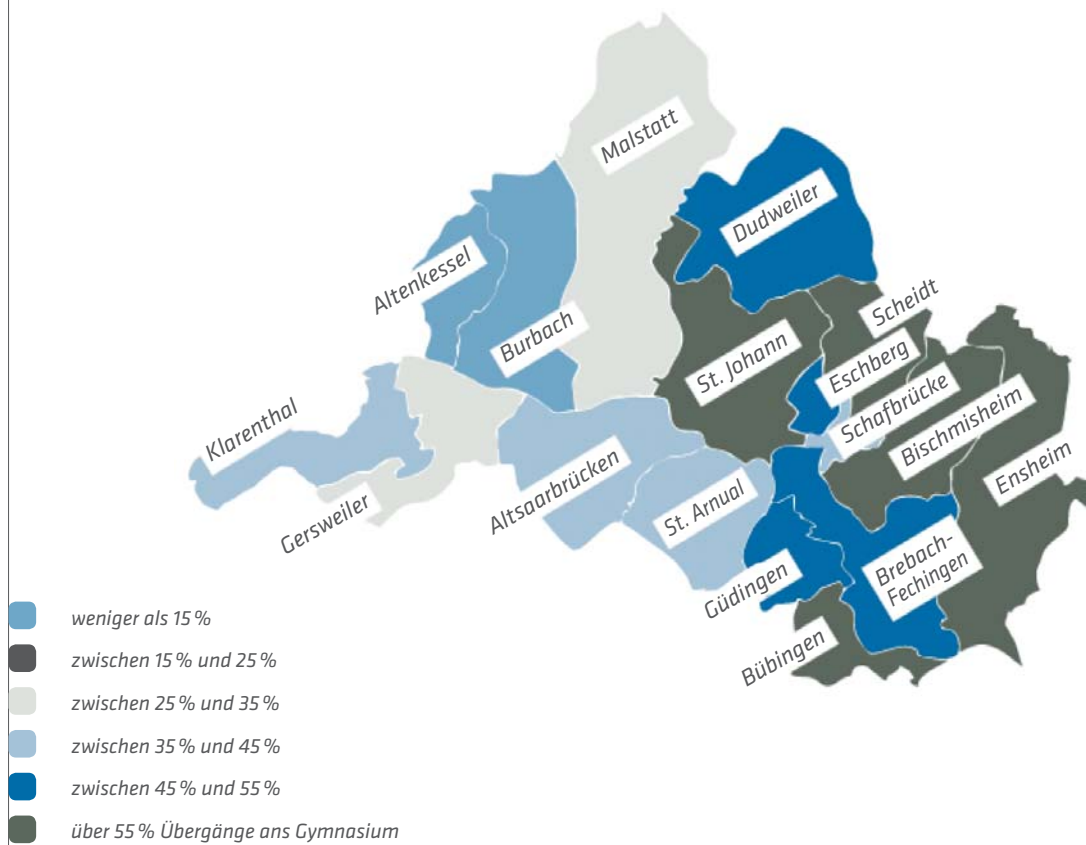 Malstatt
Dudweiler
Altenkessel
Scheidt
Burbach
St. Johann
Eschberg
Schafbrücke
Klarenthal
Bischmisheim
Ensheim
Altsaarbrücken
St. Arnual
Gersweiler
Brebach-
Fechingen
Güdingen
Bübingen
weniger als 15 %
zwischen 15 % und 25 %
zwischen 25 % und 35 %
zwischen 35 % und 45 %
zwischen 45 % und 55 %
über 55 % Übergänge ans Gymnasium